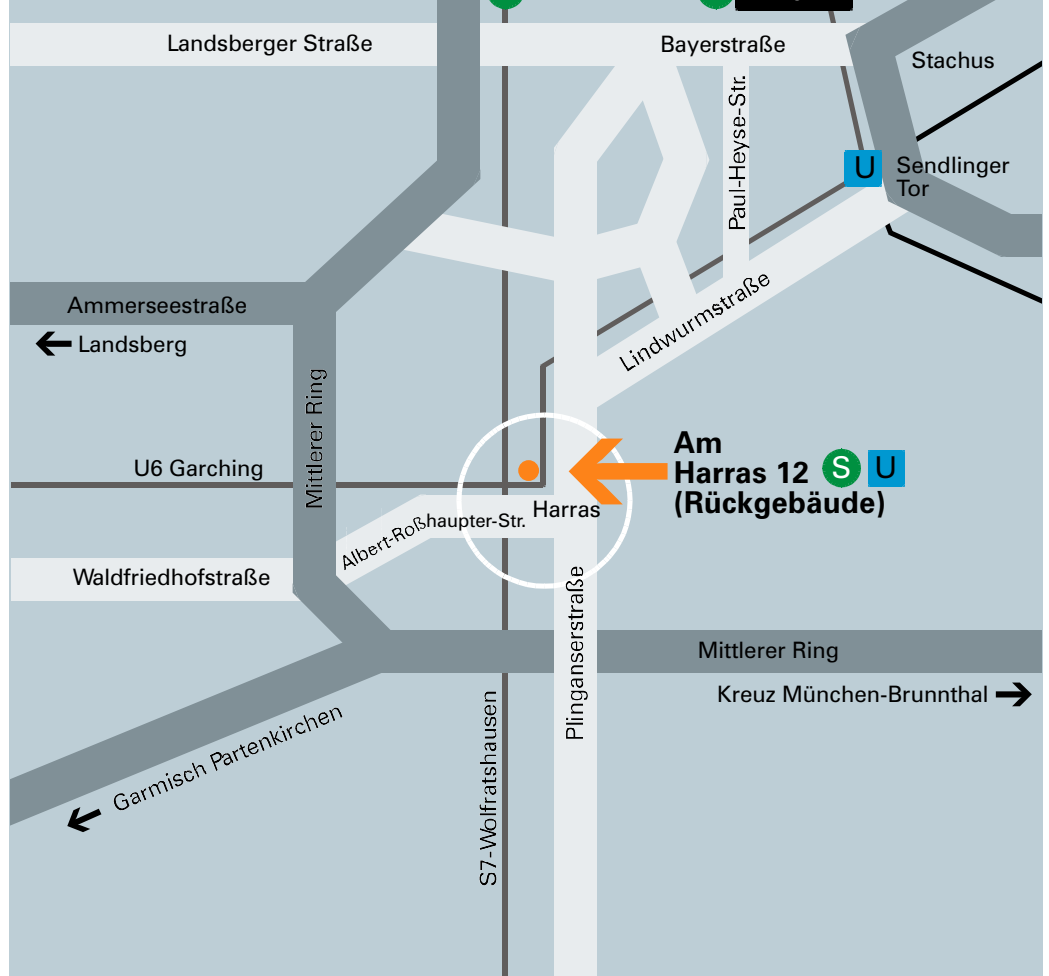 Landsberger Straße
Bayerstraße
Stachus
Paul-Heyse-Str.
U
Sendlinger
Tor
Ammerseestraße
Landsberg
Lindwurmstraße
Mittlerer Ring
U6 Garching
Am
Harras 12 S U
(Rückgebäude)
Harras
Albert-Roßhaupter-Str.
Waldfriedhofstraße
Plinganserstraße
Mittlerer Ring
Kreuz München-Brunnthal
Garmisch Partenkirchen
S7-Wolfratshausen